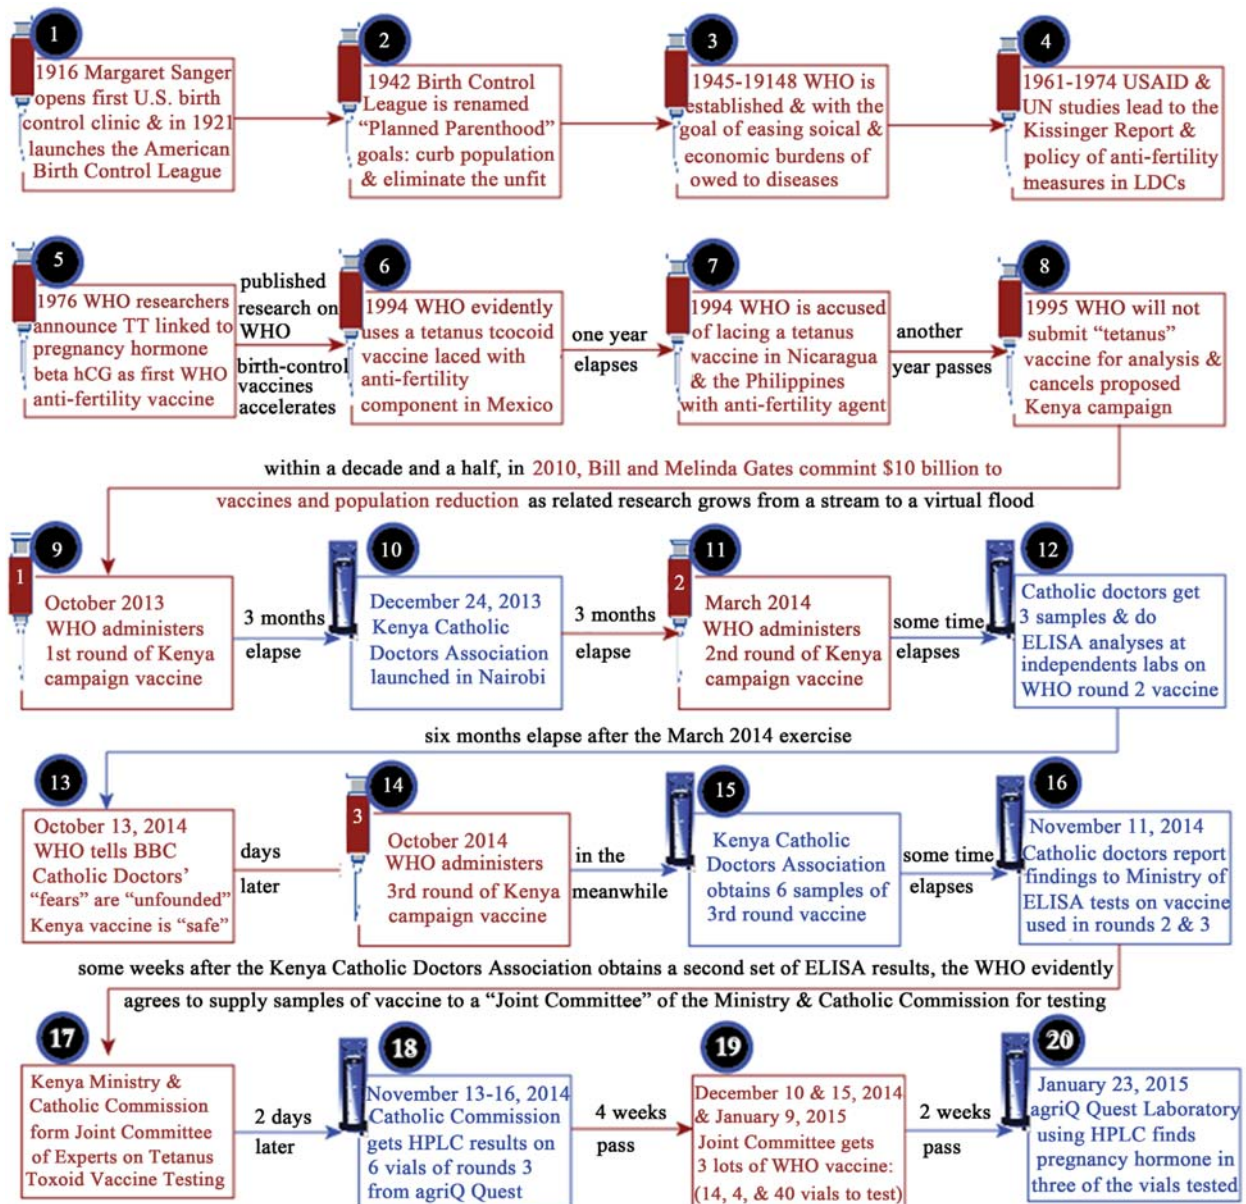 1
1916 Margaret Sanger
opens first U.S. birth
control clinic & in 1921
launches the American
Birth Control League
2
1942 Birth Control
League is renamed
“Planned Parenthood”
goals: curb population
& eliminate the unfit
3
1945-19148 WHO is
established & with the
goal of easing soical &
economic burdens of
owed to diseases
4
1961-1974 USAID &
UN studies lead to the
Kissinger Report &
policy of anti-fertility
measures in LDCs
5
1976 WHO researchers
announce TT linked to
pregnancy hormone
beta hCG as first WHO
anti-fertility vaccine
published
research on
WHO
birth-control
vaccines
accelerates
6
1994 WHO evidently
uses a tetanus tcocoid
vaccine laced with
anti-fertility
component in Mexico
one year
elapses
7
1994 WHO is accused
of lacing a tetanus
vaccine in Nicaragua
& the Philippines
with anti-fertility agent
another
year passes
8
1995 WHO will not
submit “tetanus”
vaccine for analysis &
cancels proposed
Kenya campaign
within a decade and a half, in 2010, Bill and Melinda Gates commint $10 billion to
vaccines and population reduction as related research grows from a stream to a virtual flood
9
1
October 2013
WHO administers
1st round of Kenya
campaign vaccine
3 months
elapse
10
December 24, 2013
Kenya Catholic
Doctors Association
launched in Nairobi
3 months
elapse
11
2
March 2014
WHO administers
2nd round of Kenya
campaign vaccine
some time
elapses
12
Catholic doctors get
3 samples & do
ELISA analyses at
independents labs on
WHO round 2 vaccine
six months elapse after the March 2014 exercise
13
October 13, 2014
WHO tells BBC
Catholic Doctors’
“fears” are “unfounded”
Kenya vaccine is “safe”
days
later
14
3
October 2014
WHO administers
3rd round of Kenya
campaign vaccine
in the
meanwhile
15
Kenya Catholic
Doctors Association
obtains 6 samples of
3rd round vaccine
some time
elapses
16
November 11, 2014
Catholic doctors report
findings to Ministry of
ELISA tests on vaccine
used in rounds 2 & 3
some weeks after the Kenya Catholic Doctors Association obtains a second set of ELISA results, the WHO evidently
agrees to supply samples of vaccine to a “Joint Committee” of the Ministry & Catholic Commission for testing
17
Kenya Ministry &
Catholic Commission
form Joint Committee
of Experts on Tetanus
Toxoid Vaccine Testing
2 days
later
18
November 13-16, 2014
Catholic Commission
gets HPLC results on
6 vials of rounds 3
from agriQ Quest
4 weeks
pass
19
December 10 & 15, 2014
& January 9, 2015
Joint Committee gets
3 lots of WHO vaccine:
(14, 4, & 40 vials to test)
2 weeks
pass
20
January 23, 2015
agriQ Quest Laboratory
using HPLC finds
pregnancy hormone in
three of the vials tested